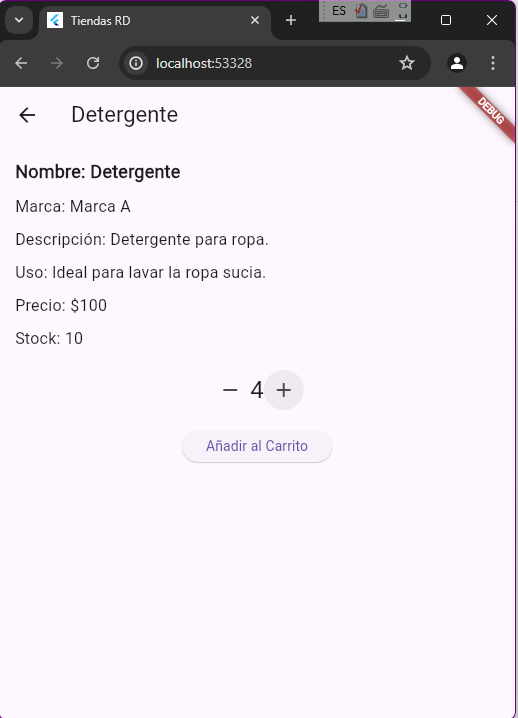 Tiendas RD
ES
localhost:53328
DEBUG
Detergente
Nombre: Detergente
Marca: Marca A
Descripción: Detergente para ropa.
Uso: Ideal para lavar la ropa sucia.
Precio: $100
Stock: 10
− 4 +
Añadir al Carrito